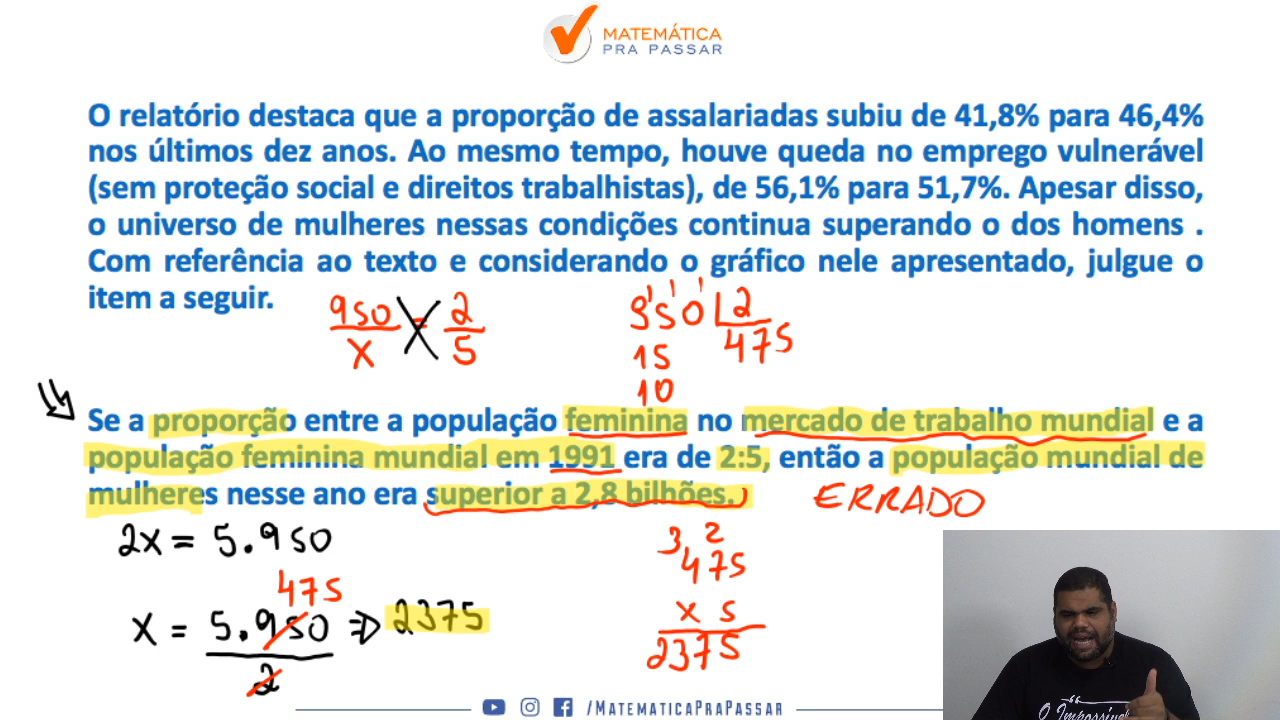 MATEMÁTICA
PRA PASSAR
O relatório destaca que a proporção de assalariadas subiu de 41,8% para 46,4%
nos últimos dez anos. Ao mesmo tempo, houve queda no emprego vulnerável
(sem proteção social e direitos trabalhistas), de 56,1% para 51,7%. Apesar disso,
o universo de mulheres nessas condições continua superando o dos homens .
Com referência ao texto e considerando o gráfico nele apresentado, julgue o
item a seguir.
950/X = 2/5
950 2
15 475
10
Se a proporção entre a população feminina no mercado de trabalho mundial e a
população feminina mundial em 1991 era de 2:5, então a população mundial de
mulheres nesse ano era superior a 2,8 bilhões.
ERRADO
2X = 5.950
475
X = 5.950/2 => 2375
3 2
475
X 5
2375
/MatematicaPraPassar